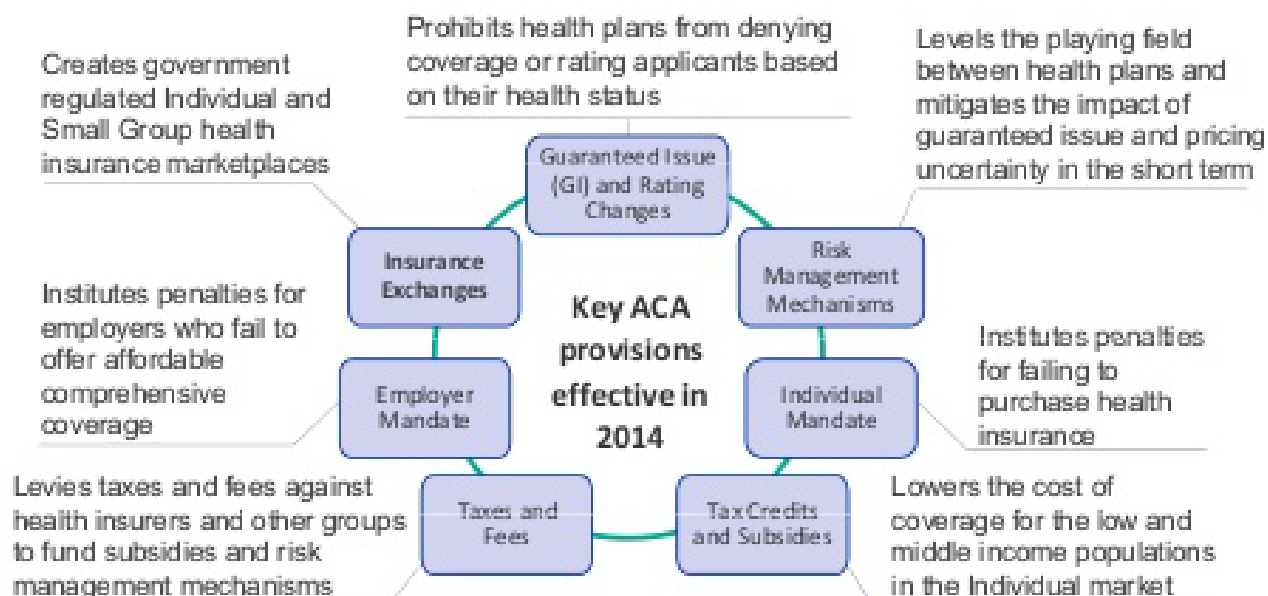 Prohibits health plans from denying
coverage or rating applicants based
on their health status
Levels the playing field
between health plans and
mitigates the impact of
guaranteed issue and pricing
uncertainty in the short term
Creates government
regulated Individual and
Small Group health
insurance marketplaces
Guaranteed Issue
(GI) and Rating
Changes
Insurance
Exchanges
Risk
Management
Mechanisms
Key ACA
provisions
effective in
2014
Institutes penalties for
employers who fail to
offer affordable
comprehensive
coverage
Employer
Mandate
Individual
Mandate
Institutes penalties
for failing to
purchase health
insurance
Levies taxes and fees against
health insurers and other groups
to fund subsidies and risk
management mechanisms
Taxes and
Fees
Tax Credits
and Subsidies
Lowers the cost of
coverage for the low and
middle income populations
in the Individual market